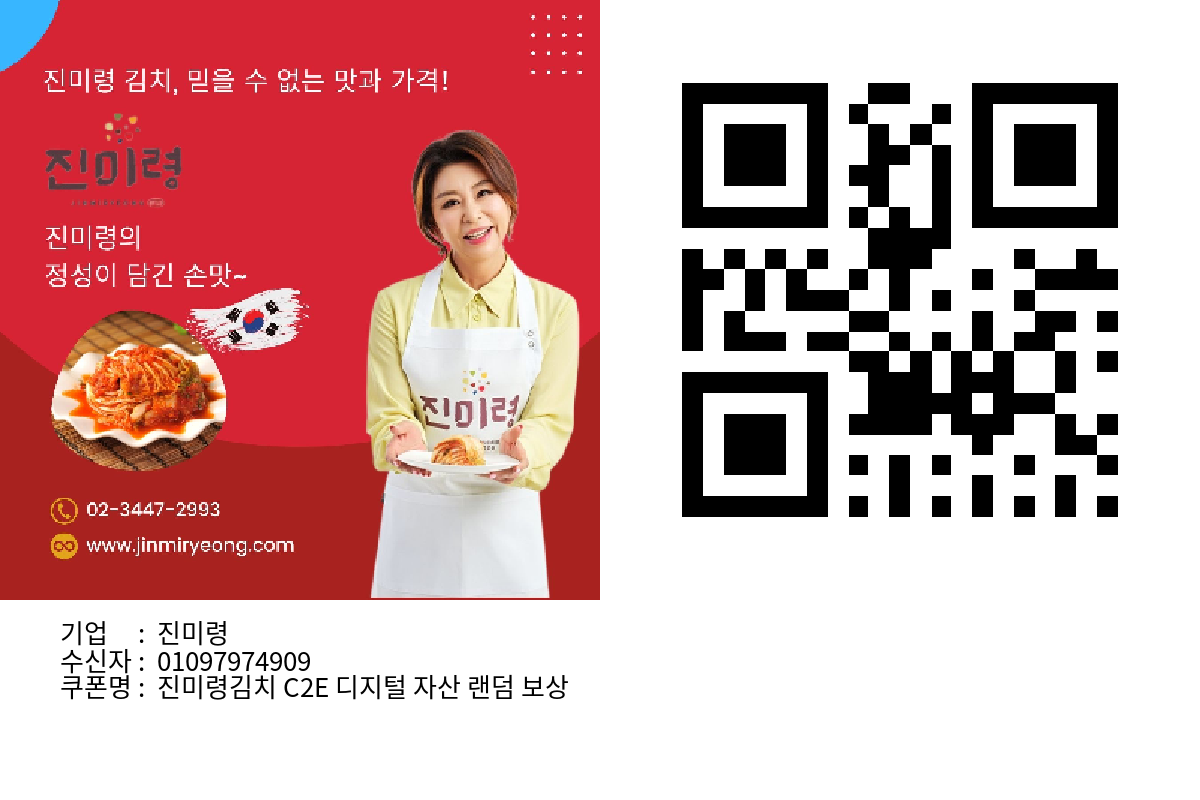 진미령 김치, 믿을 수 없는 맛과 가격!
진미령
진미령의
정성이 담긴 손맛~
진미령
02-3447-2993
www.jinmiryeong.com
기업 : 진미령
수신자 : 01097974909
쿠폰명 : 진미령김치 C2E 디지털 자산 랜덤 보상